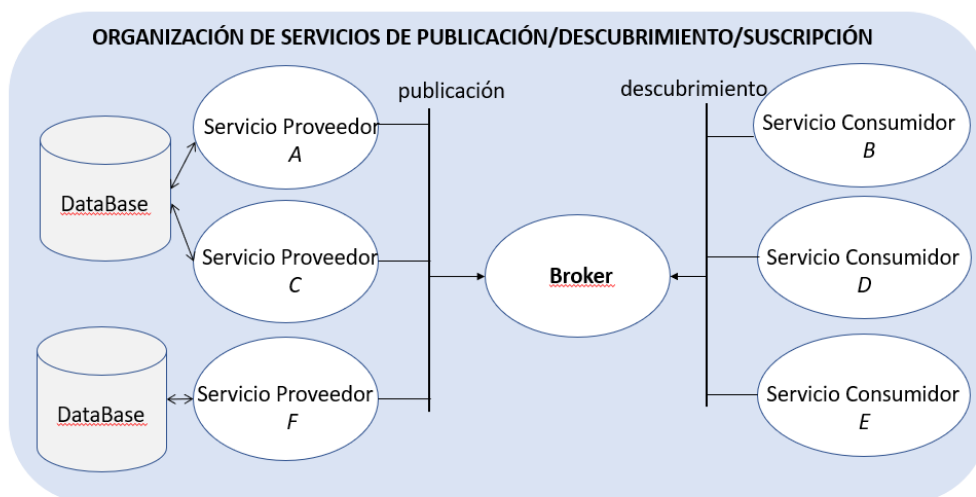 ORGANIZACIÓN DE SERVICIOS DE PUBLICACIÓN/DESCUBRIMIENTO/SUSCRIPCIÓN
publicación
descubrimiento
Servicio Proveedor
A
Servicio Consumidor
B
DataBase
Servicio Proveedor
C
Broker
Servicio Consumidor
D
DataBase
Servicio Proveedor
F
Servicio Consumidor
E